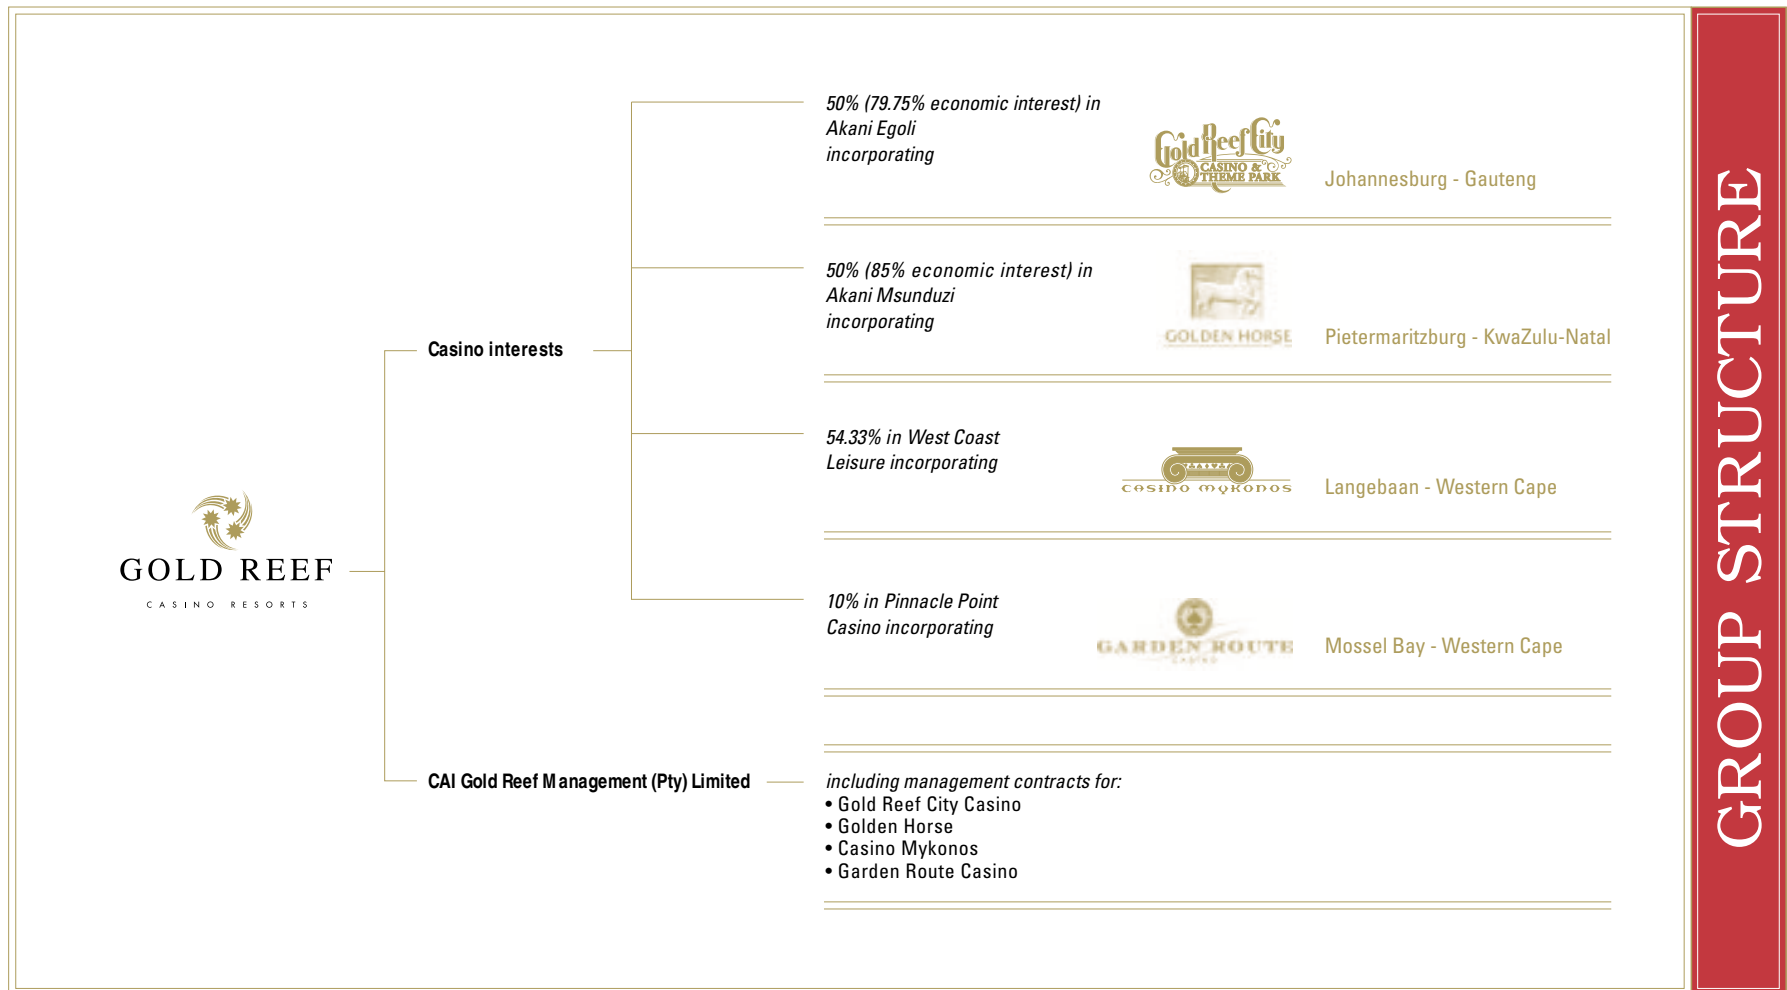 GOLD REEF
CASINO RESORTS
Casino interests
50% (79.75% economic interest) in
Akani Egoli
incorporating
Gold Reef City
CASINO &
THEME PARK
Johannesburg - Gauteng
50% (85% economic interest) in
Akani Msunduzi
incorporating
GOLDEN HORSE
Pietermaritzburg - KwaZulu-Natal
54.33% in West Coast
Leisure incorporating
CASINO MYKONOS
Langebaan - Western Cape
10% in Pinnacle Point
Casino incorporating
GARDEN ROUTE
CASINO
Mossel Bay - Western Cape
CAI Gold Reef Management (Pty) Limited
including management contracts for:
• Gold Reef City Casino
• Golden Horse
• Casino Mykonos
• Garden Route Casino
GROUP STRUCTURE